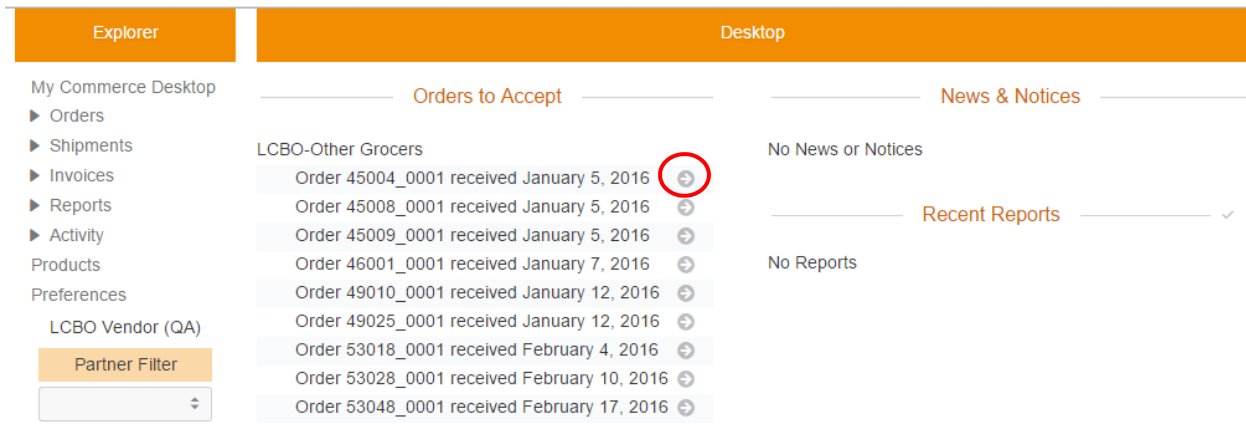 Explorer
Desktop
My Commerce Desktop
Orders
Shipments
Invoices
Reports
Activity
Products
Preferences
LCBO Vendor (QA)
Partner Filter
Orders to Accept
LCBO-Other Grocers
Order 45004_0001 received January 5, 2016
Order 45008_0001 received January 5, 2016
Order 45009_0001 received January 5, 2016
Order 46001_0001 received January 7, 2016
Order 49010_0001 received January 12, 2016
Order 49025_0001 received January 12, 2016
Order 53018_0001 received February 4, 2016
Order 53028_0001 received February 10, 2016
Order 53048_0001 received February 17, 2016
News & Notices
No News or Notices
Recent Reports
No Reports